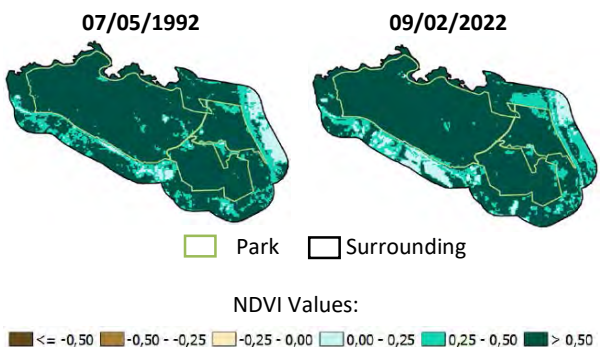 07/05/1992 09/02/2022
Park Surrounding
NDVI Values:
<= -0,50 -0,50 - -0,25 -0,25 - 0,00 0,00 - 0,25 0,25 - 0,50 > 0,50